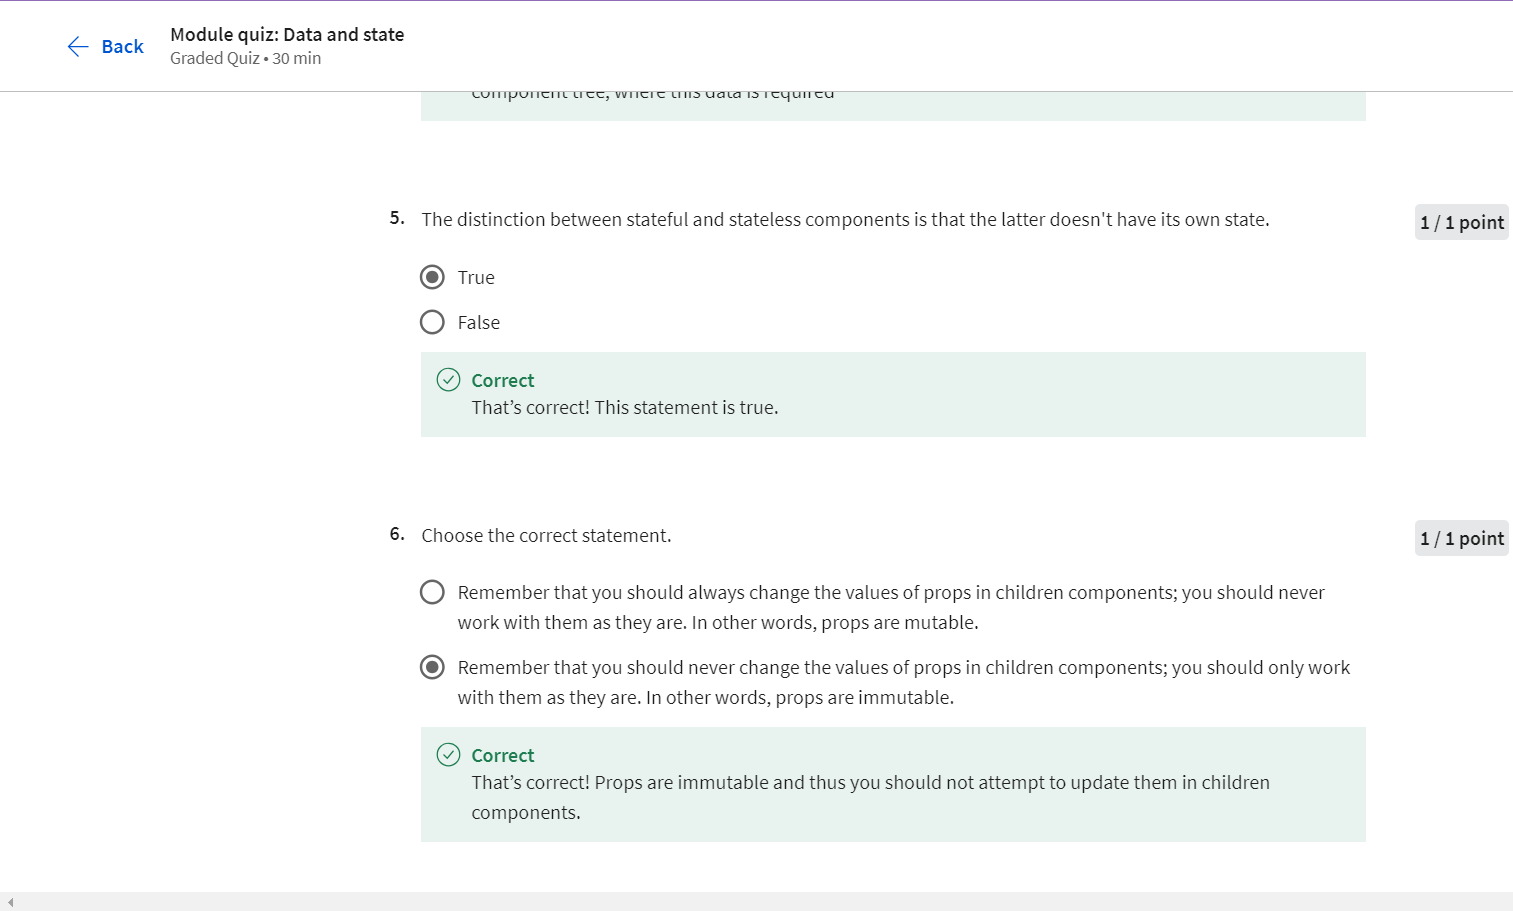 Back
Module quiz: Data and state
Graded Quiz • 30 min
component tree, where this data is required
5. The distinction between stateful and stateless components is that the latter doesn't have its own state.
1 / 1 point
True
False
Correct
That’s correct! This statement is true.
6. Choose the correct statement.
1 / 1 point
Remember that you should always change the values of props in children components; you should never
work with them as they are. In other words, props are mutable.
Remember that you should never change the values of props in children components; you should only work
with them as they are. In other words, props are immutable.
Correct
That’s correct! Props are immutable and thus you should not attempt to update them in children
components.